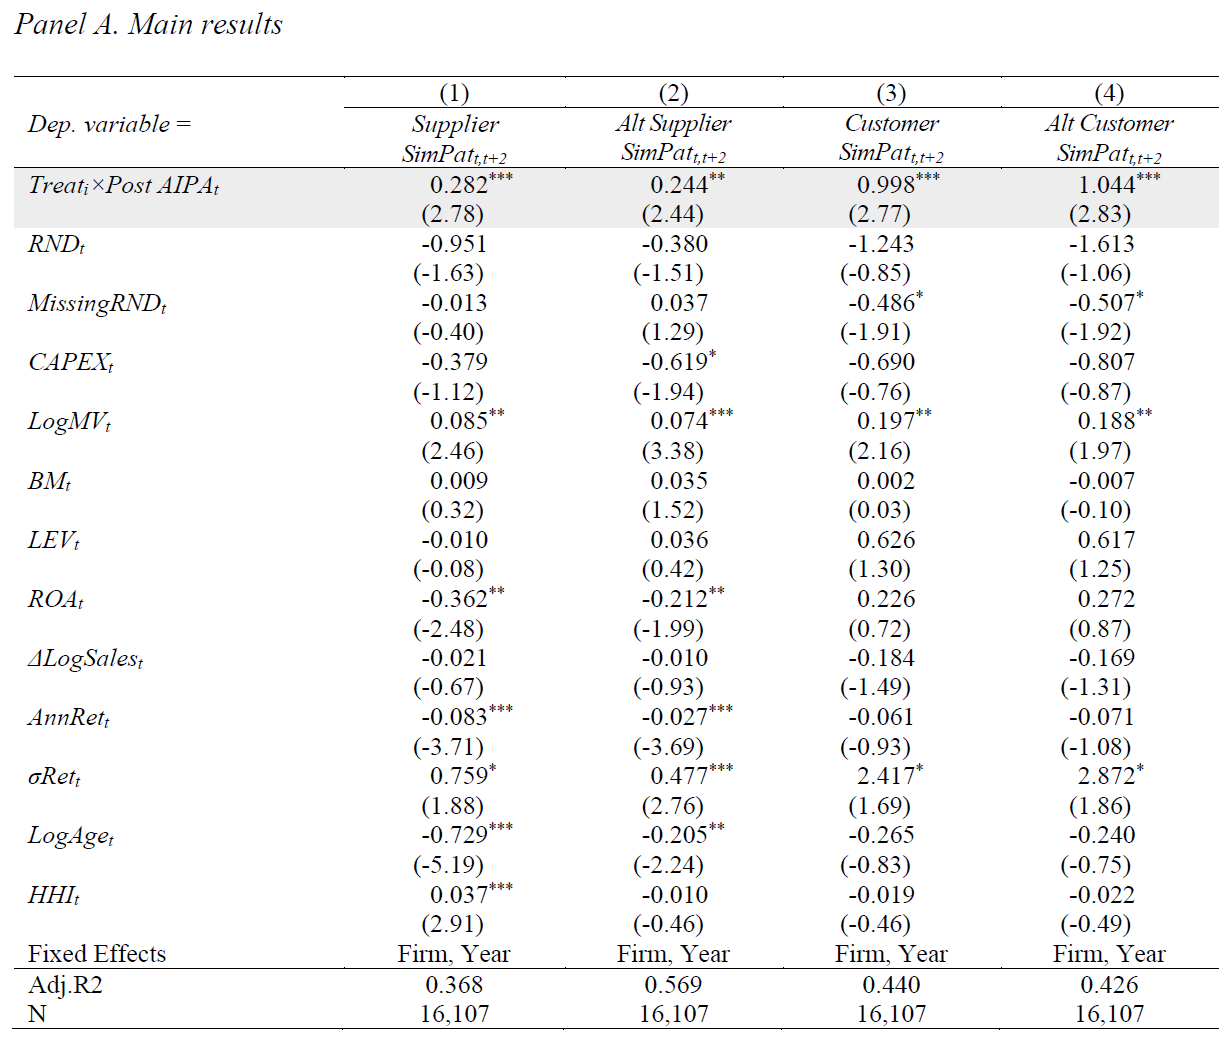 Panel A. Main results
(1) (2) (3) (4)
Dep. variable = Supplier SimPat_t,t+2 Alt Supplier SimPat_t,t+2 Customer SimPat_t,t+2 Alt Customer SimPat_t,t+2
Treat_i×Post AIPA_t 0.282*** 0.244** 0.998*** 1.044***
(2.78) (2.44) (2.77) (2.83)
RND_t -0.951 -0.380 -1.243 -1.613
(-1.63) (-1.51) (-0.85) (-1.06)
MissingRND_t -0.013 0.037 -0.486* -0.507*
(-0.40) (1.29) (-1.91) (-1.92)
CAPEX_t -0.379 -0.619* -0.690 -0.807
(-1.12) (-1.94) (-0.76) (-0.87)
LogMV_t 0.085** 0.074*** 0.197** 0.188**
(2.46) (3.38) (2.16) (1.97)
BM_t 0.009 0.035 0.002 -0.007
(0.32) (1.52) (0.03) (-0.10)
LEV_t -0.010 0.036 0.626 0.617
(-0.08) (0.42) (1.30) (1.25)
ROA_t -0.362** -0.212** 0.226 0.272
(-2.48) (-1.99) (0.72) (0.87)
ΔLogSales_t -0.021 -0.010 -0.184 -0.169
(-0.67) (-0.93) (-1.49) (-1.31)
AnnRet_t -0.083*** -0.027*** -0.061 -0.071
(-3.71) (-3.69) (-0.93) (-1.08)
σRet_t 0.759* 0.477*** 2.417* 2.872*
(1.88) (2.76) (1.69) (1.86)
LogAge_t -0.729*** -0.205** -0.265 -0.240
(-5.19) (-2.24) (-0.83) (-0.75)
HHI_t 0.037*** -0.010 -0.019 -0.022
(2.91) (-0.46) (-0.46) (-0.49)
Fixed Effects Firm, Year Firm, Year Firm, Year Firm, Year
Adj.R2 0.368 0.569 0.440 0.426
N 16,107 16,107 16,107 16,107